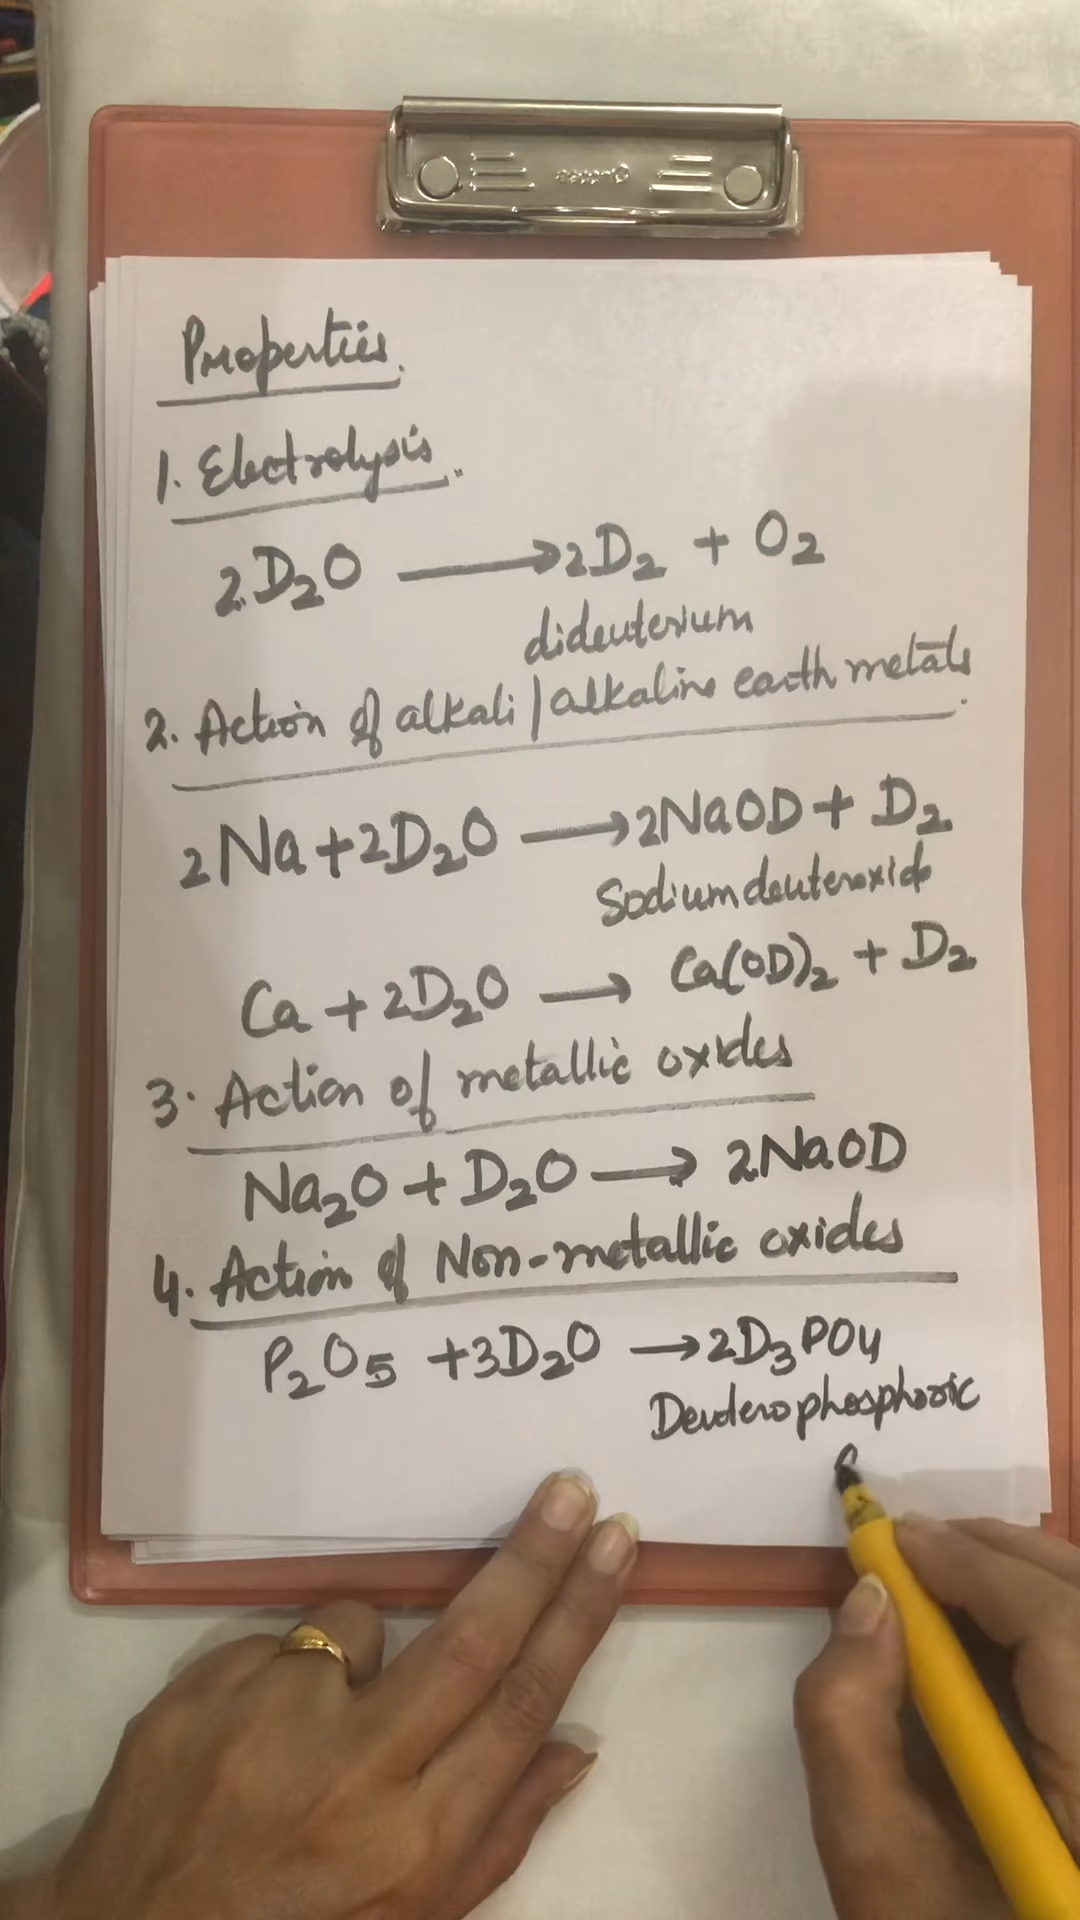 Properties.
1. Electrolysis
2D₂O ⟶ 2D₂ + O₂
dideuterium
2. Action of alkali / alkaline earth metals
2Na + 2D₂O ⟶ 2NaOD + D₂
Sodium deuteroxide
Ca + 2D₂O ⟶ Ca(OD)₂ + D₂
3. Action of metallic oxides
Na₂O + D₂O ⟶ 2NaOD
4. Action of Non-metallic oxides
P₂O₅ + 3D₂O ⟶ 2D₃PO₄
Deuterophosphoric